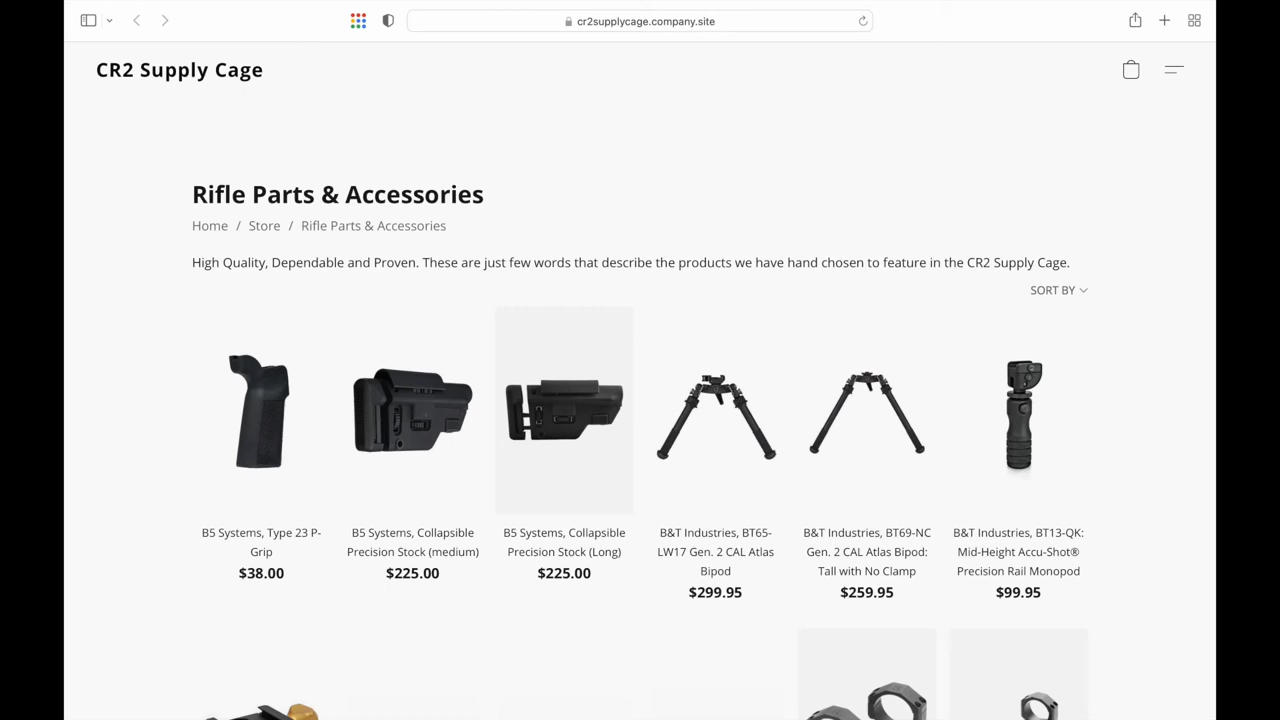 cr2supplycage.company.site
CR2 Supply Cage
Rifle Parts & Accessories
Home / Store / Rifle Parts & Accessories
High Quality, Dependable and Proven. These are just few words that describe the products we have hand chosen to feature in the CR2 Supply Cage.
SORT BY
B5 Systems, Type 23 P-
Grip
$38.00
B5 Systems, Collapsible
Precision Stock (medium)
$225.00
B5 Systems, Collapsible
Precision Stock (Long)
$225.00
B&T Industries, BT65-
LW17 Gen. 2 CAL Atlas
Bipod
$299.95
B&T Industries, BT69-NC
Gen. 2 CAL Atlas Bipod:
Tall with No Clamp
$259.95
B&T Industries, BT13-QK:
Mid-Height Accu-Shot®
Precision Rail Monopod
$99.95